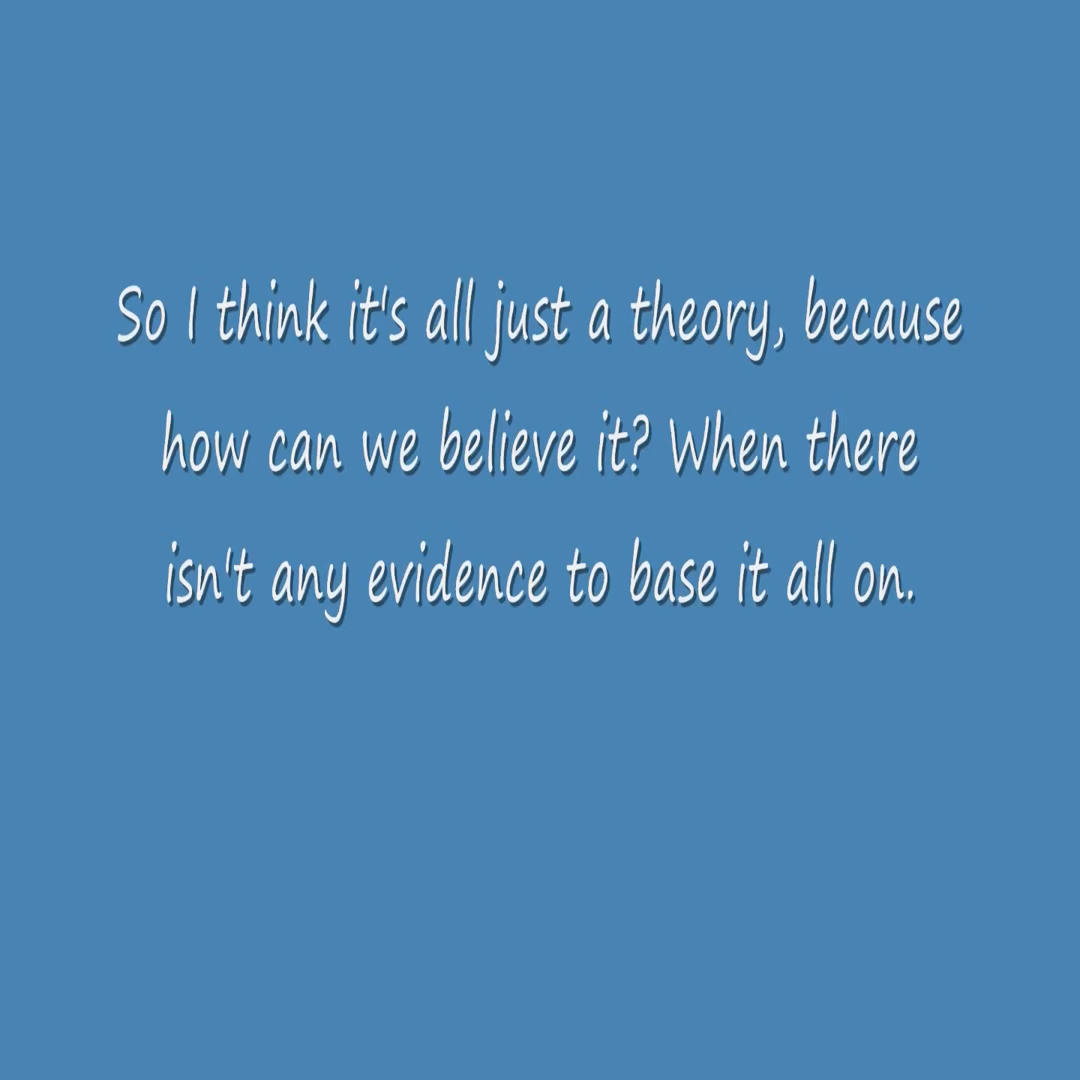 So I think it's all just a theory, because
how can we believe it? When there
isn't any evidence to base it all on.